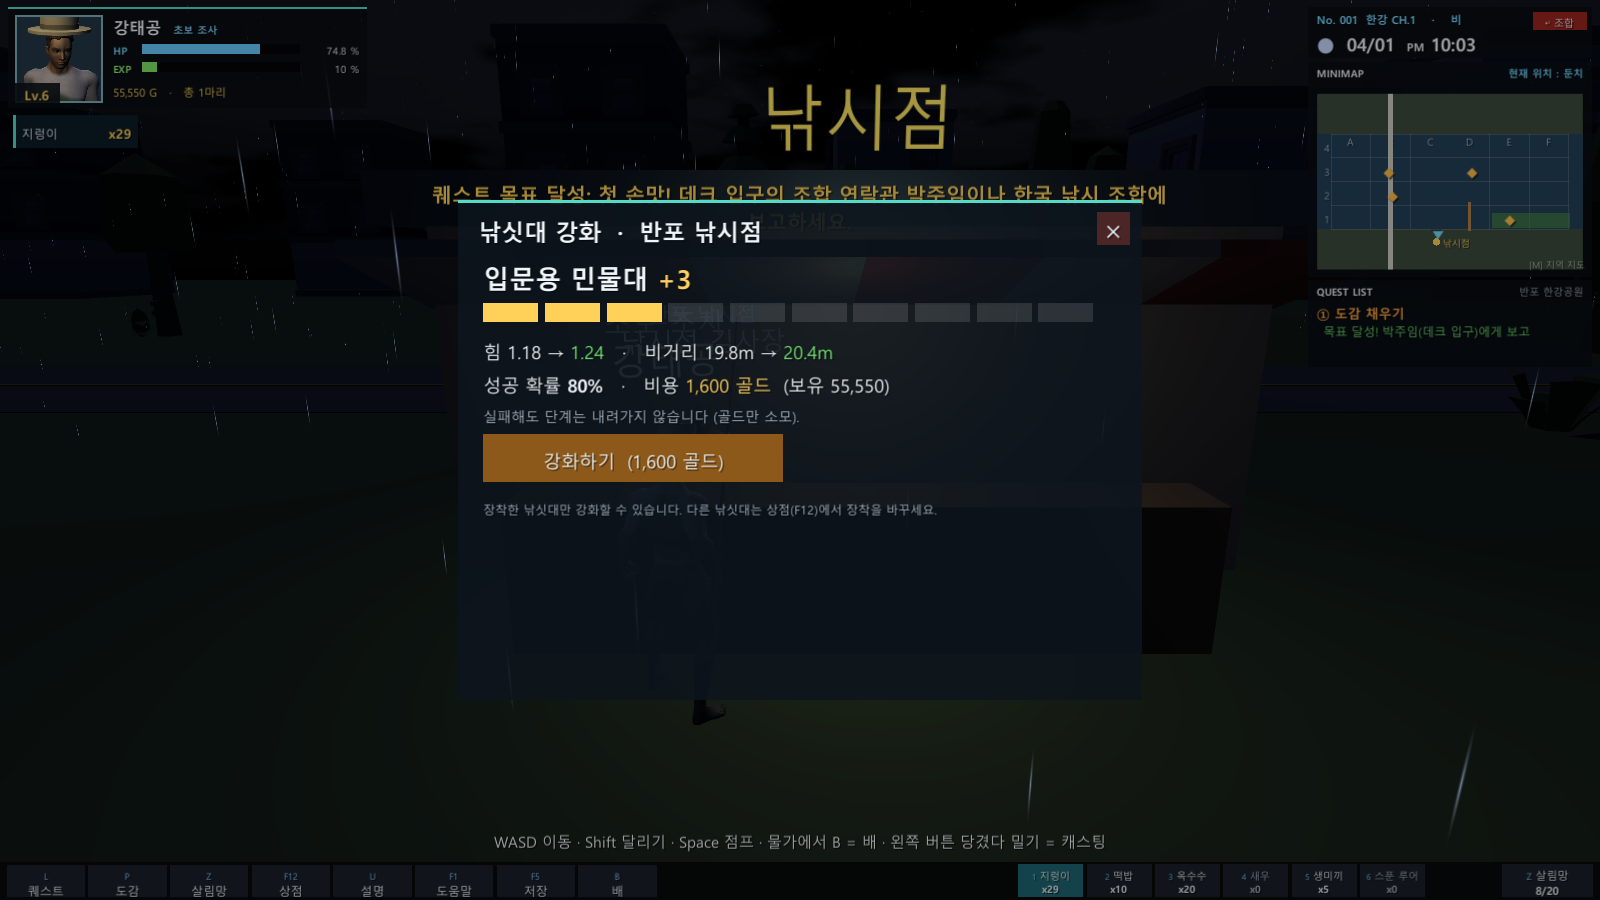 강태공 초보 조사
HP 74.8 %
EXP 10 %
Lv.6
55,550 G · 총 1마리
지렁이 x29
No. 001 한강 CH.1 · 비
조합
04/01 PM 10:03
MINIMAP 현재 위치 : 둔치
A C D E F
4
3
2
1
낚시점
[M] 지역 지도
QUEST LIST 반포 한강공원
① 도감 채우기
목표 달성! 박주임(데크 입구)에게 보고
낚시점
퀘스트 목표 달성: 첫 손맛! 데크 입구의 조합 연락관 박주임이나 한국 낚시 조합에
보고하세요.
낚싯대 강화 · 반포 낚시점
×
입문용 민물대 +3
힘 1.18 → 1.24 · 비거리 19.8m → 20.4m
성공 확률 80% · 비용 1,600 골드 (보유 55,550)
실패해도 단계는 내려가지 않습니다 (골드만 소모).
강화하기 (1,600 골드)
장착한 낚싯대만 강화할 수 있습니다. 다른 낚싯대는 상점(F12)에서 장착을 바꾸세요.
WASD 이동 · Shift 달리기 · Space 점프 · 물가에서 B = 배 · 왼쪽 버튼 당겼다 밀기 = 캐스팅
L 퀘스트
P 도감
Z 살림망
F12 상점
U 설명
F1 도움말
F5 저장
B 배
1 지렁이 x29
2 떡밥 x10
3 옥수수 x20
4 새우 x0
5 생미끼 x5
6 스푼 루어 x0
Z 살림망 8/20